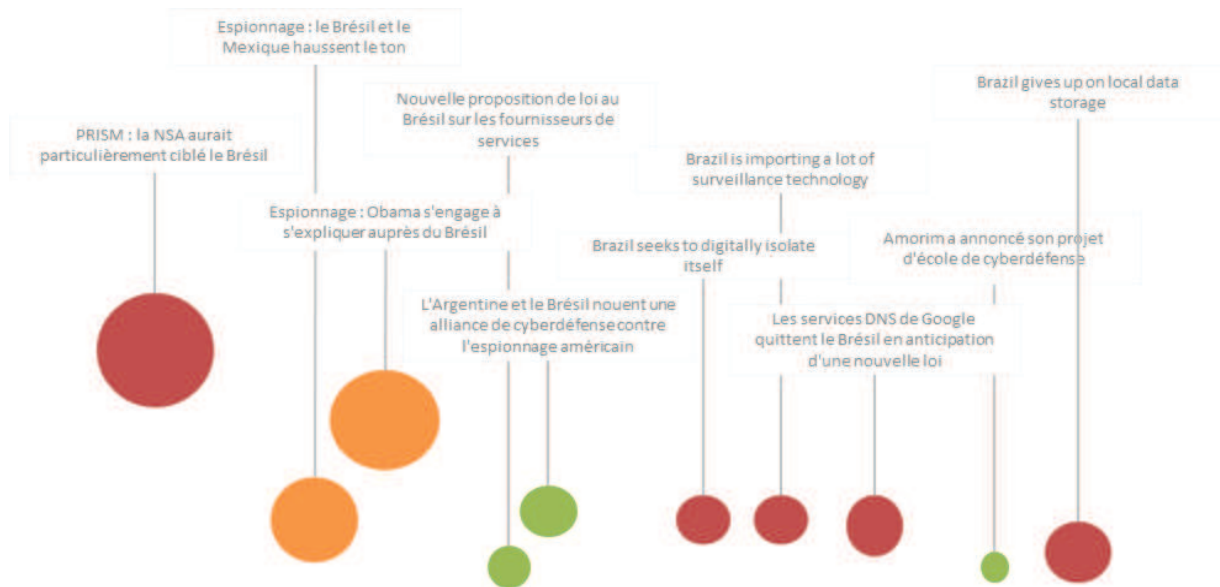 Espionnage : le Brésil et le
Mexique haussent le ton
PRISM : la NSA aurait
particulièrement ciblé le Brésil
Nouvelle proposition de loi au
Brésil sur les fournisseurs de
services
Espionnage : Obama s'engage à
s'expliquer auprès du Brésil
L'Argentine et le Brésil nouent une
alliance de cyberdéfense contre
l'espionnage américain
Brazil is importing a lot of
surveillance technology
Brazil seeks to digitally isolate
itself
Les services DNS de Google
quittent le Brésil en anticipation
d'une nouvelle loi
Brazil gives up on local data
storage
Amorim a annoncé son projet
d'école de cyberdéfense